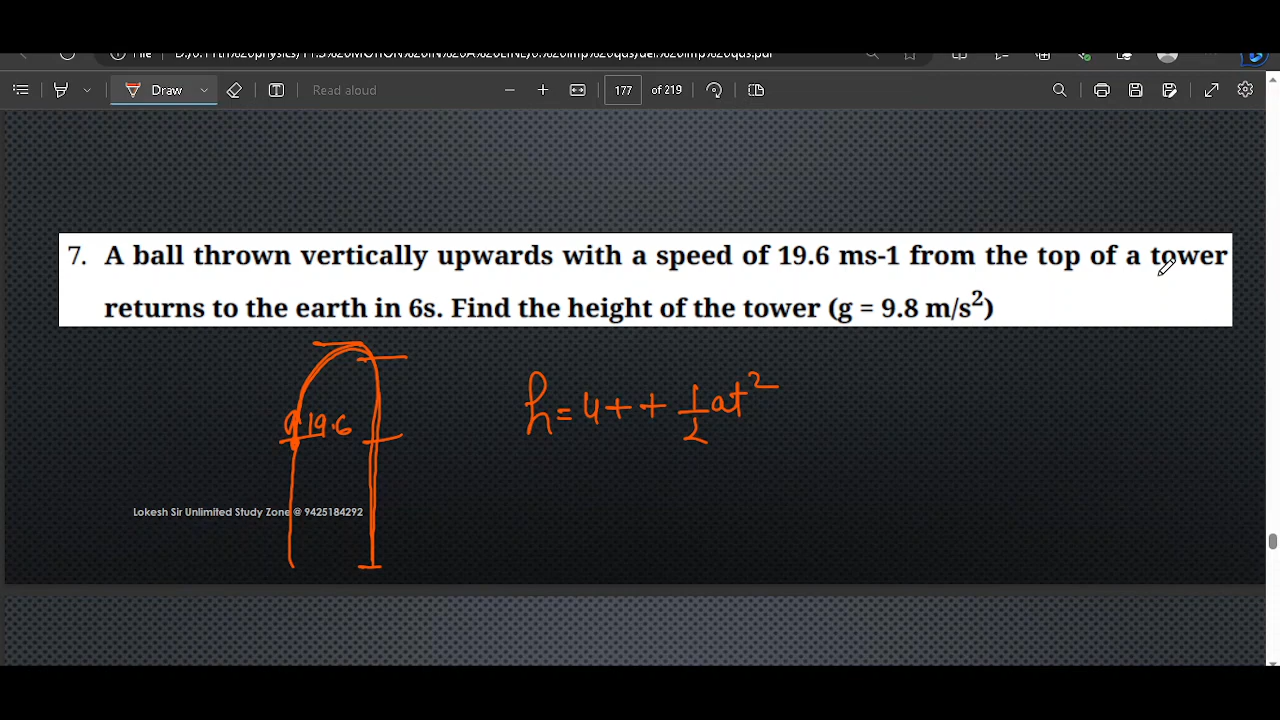 Draw
Read aloud
177 of 219
7. A ball thrown vertically upwards with a speed of 19.6 ms-1 from the top of a tower
returns to the earth in 6s. Find the height of the tower (g = 9.8 m/s²)
19.6
h = ut + 1/2 at²
Lokesh Sir Unlimited Study Zone @ 9425184292